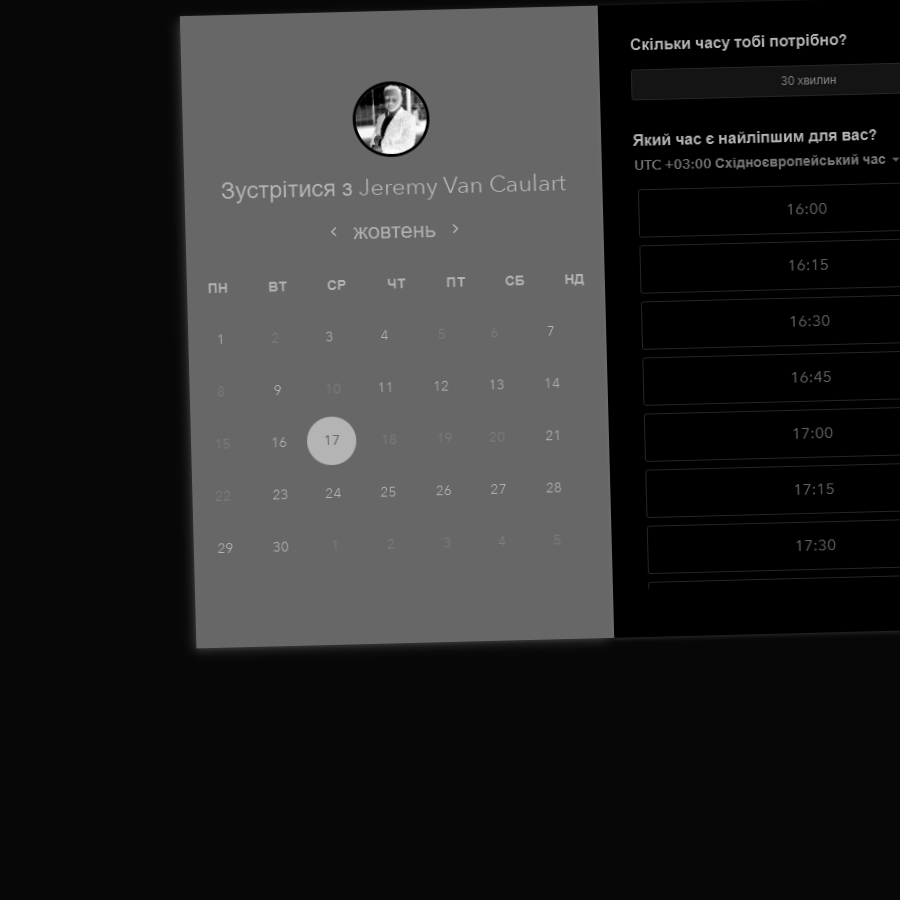 Зустрітися з Jeremy Van Caulart
‹ жовтень ›
ПН ВТ СР ЧТ ПТ СБ НД
1 2 3 4 5 6 7
8 9 10 11 12 13 14
15 16 17 18 19 20 21
22 23 24 25 26 27 28
29 30 1 2 3 4 5
Скільки часу тобі потрібно?
30 хвилин
Який час є найліпшим для вас?
UTC +03:00 Східноєвропейський час
16:00
16:15
16:30
16:45
17:00
17:15
17:30